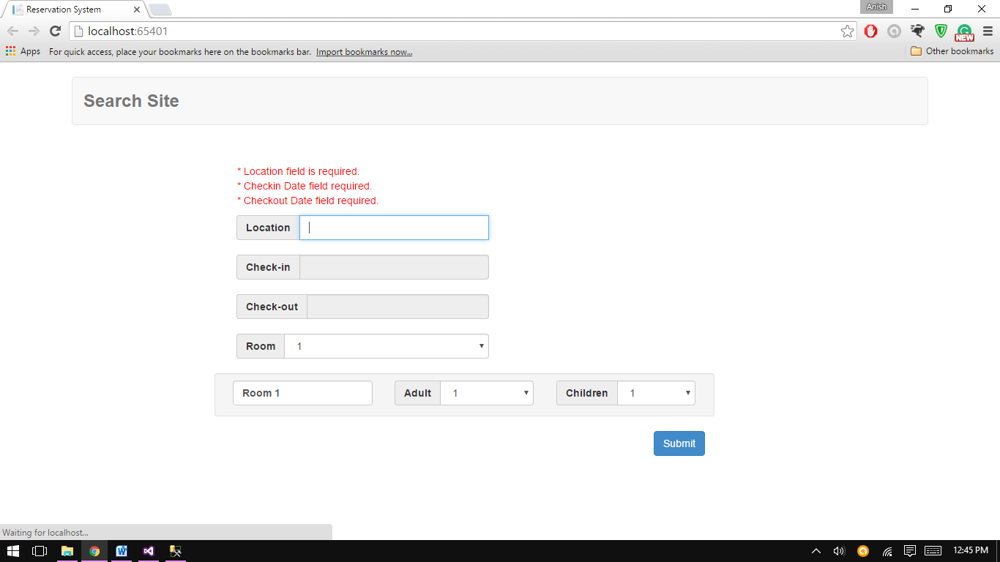 Reservation System
Anish
localhost:65401
NEW
Apps For quick access, place your bookmarks here on the bookmarks bar. Import bookmarks now... Other bookmarks
Search Site
* Location field is required.
* Checkin Date field required.
* Checkout Date field required.
Location
Check-in
Check-out
Room 1
Room 1 Adult 1 Children 1
Submit
Waiting for localhost...
12:45 PM